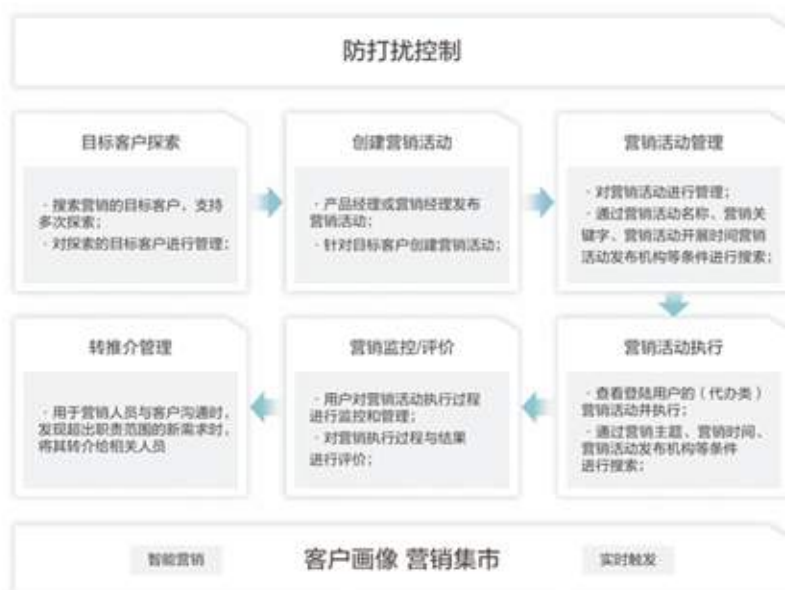 防打扰控制
目标客户探索
· 搜索营销的目标客户，支持
多次探索；
· 对探索的目标客户进行管理；
创建营销活动
· 产品经理或营销经理发布
营销活动；
· 针对目标客户创建营销活动；
营销活动管理
· 对营销活动进行管理；
· 通过营销活动名称、营销关
键字、营销活动开展时间营销
活动发布机构等条件进行搜索；
营销活动执行
· 查看登陆用户的（代办类）
营销活动并执行；
· 通过营销主题、营销时间、
营销活动发布机构等条件
进行搜索；
营销监控/评价
· 用户对营销活动执行过程
进行监控和管理；
· 对营销执行过程与结果
进行评价；
转推介管理
· 用于营销人员与客户沟通时，
发现超出职责范围的新需求时，
将其转介给相关人员
智能营销
客户画像 营销集市
实时触发